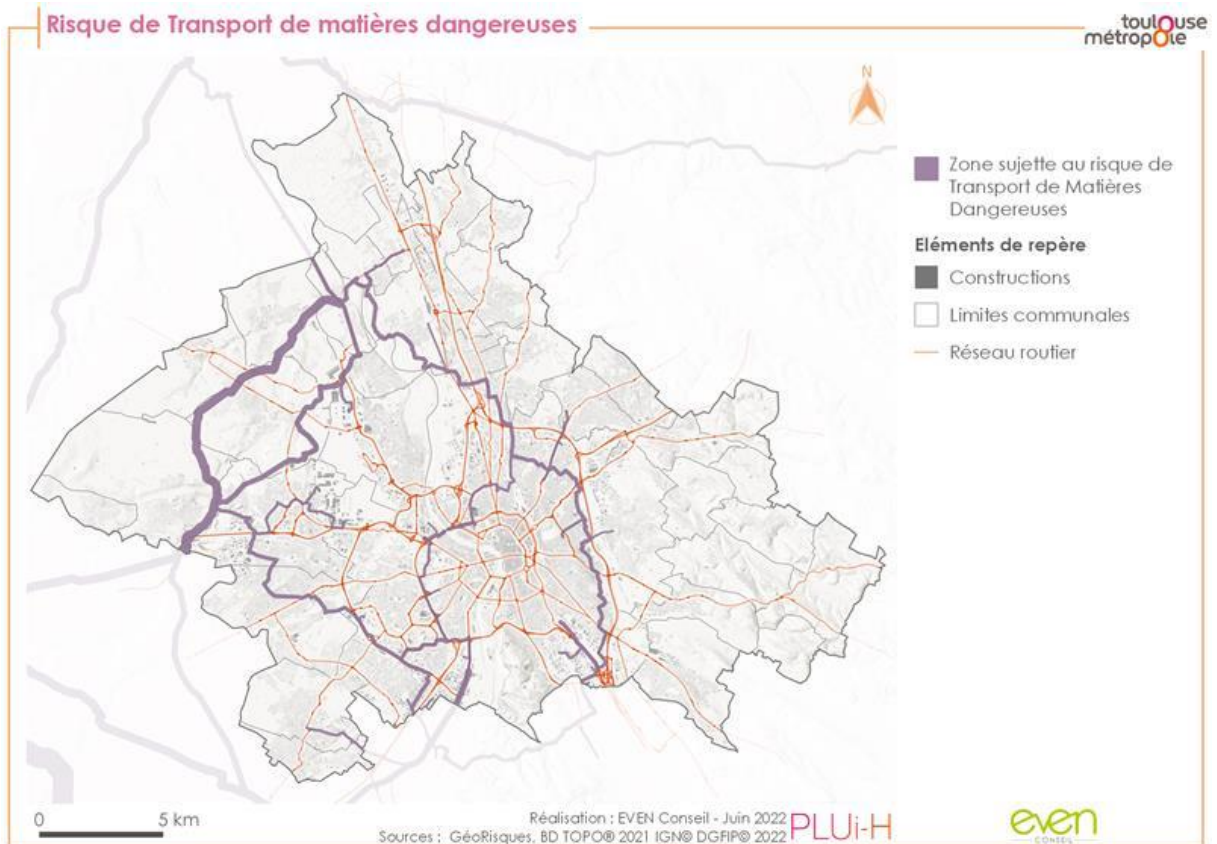 Risque de Transport de matières dangereuses
toulouse
métropole
N
Zone sujette au risque de
Transport de Matières
Dangereuses
Eléments de repère
Constructions
Limites communales
Réseau routier
0 5 km
Réalisation : EVEN Conseil - Juin 2022
Sources : GéoRisques, BD TOPO® 2021 IGN® DGFIP® 2022
PLUi-H
even
CONSEIL